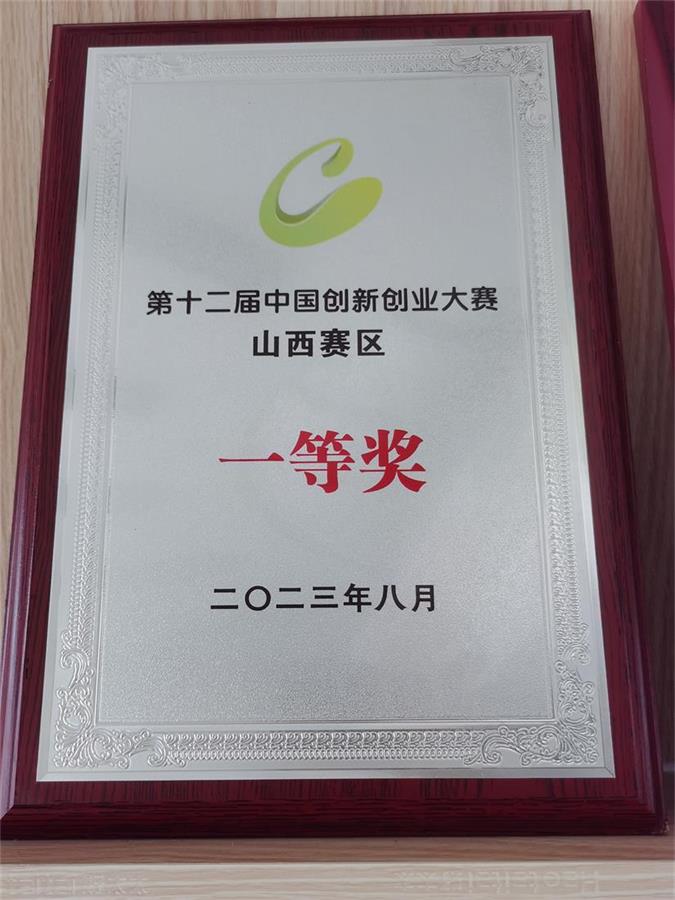 第十二届中国创新创业大赛
山西赛区
一等奖
二〇二三年八月